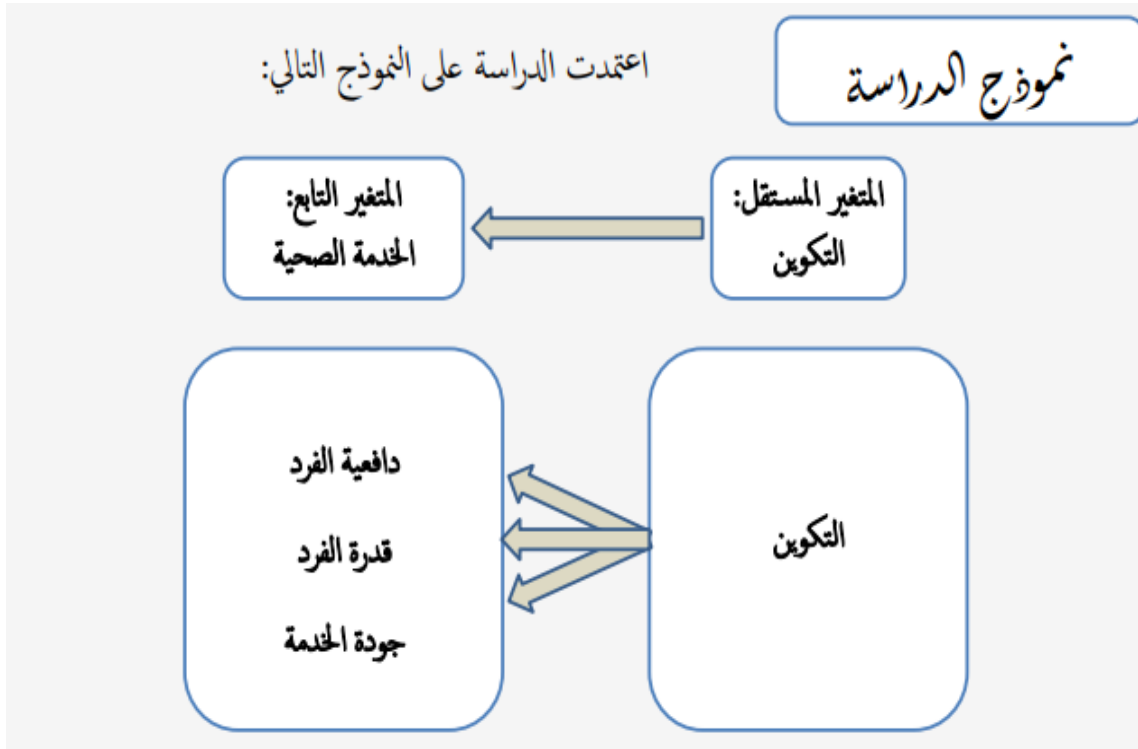 نموذج الدراسة
اعتمدت الدراسة على النموذج التالي:
المتغير المستقل:
التكوين
المتغير التابع:
الخدمة الصحية
التكوين
دافعية الفرد
قدرة الفرد
جودة الخدمة